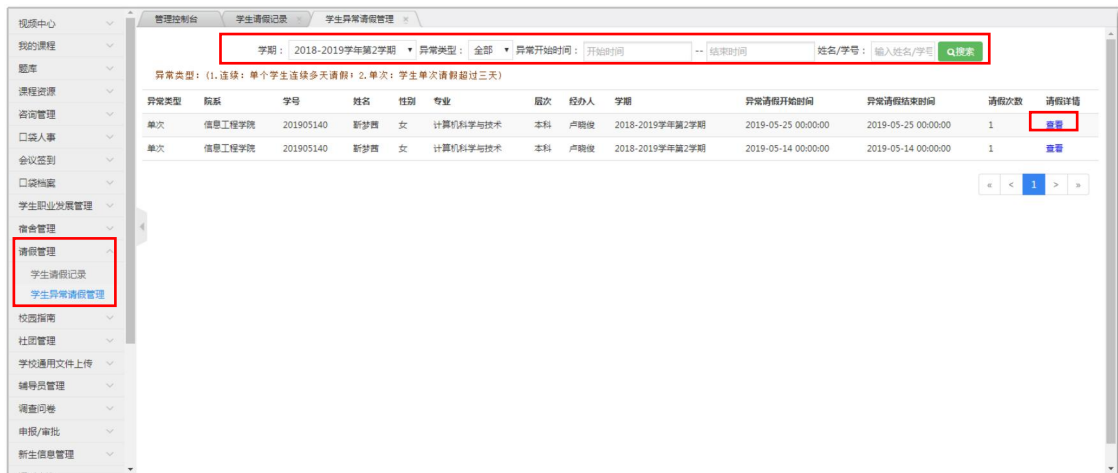 管理控制台 学生请假记录 × 学生异常请假管理 ×
视频中心
我的课程
题库
课程资源
咨询管理
口袋人事
会议签到
口袋档案
学生职业发展管理
宿舍管理
请假管理
学生请假记录
学生异常请假管理
校园指南
社团管理
学校通用文件上传
辅导员管理
调查问卷
申报/审批
新生信息管理
学期： 2018-2019学年第2学期 异常类型： 全部 异常开始时间： 开始时间 -- 结束时间 姓名/学号： 输入姓名/学号 搜索
异常类型：(1.连续：单个学生连续多天请假；2.单次：学生单次请假超过三天)
异常类型 院系 学号 姓名 性别 专业 层次 经办人 学期 异常请假开始时间 异常请假结束时间 请假次数 请假详情
单次 信息工程学院 201905140 靳梦茜 女 计算机科学与技术 本科 卢晓俊 2018-2019学年第2学期 2019-05-25 00:00:00 2019-05-25 00:00:00 1 查看
单次 信息工程学院 201905140 靳梦茜 女 计算机科学与技术 本科 卢晓俊 2018-2019学年第2学期 2019-05-14 00:00:00 2019-05-14 00:00:00 1 查看
« < 1 > »